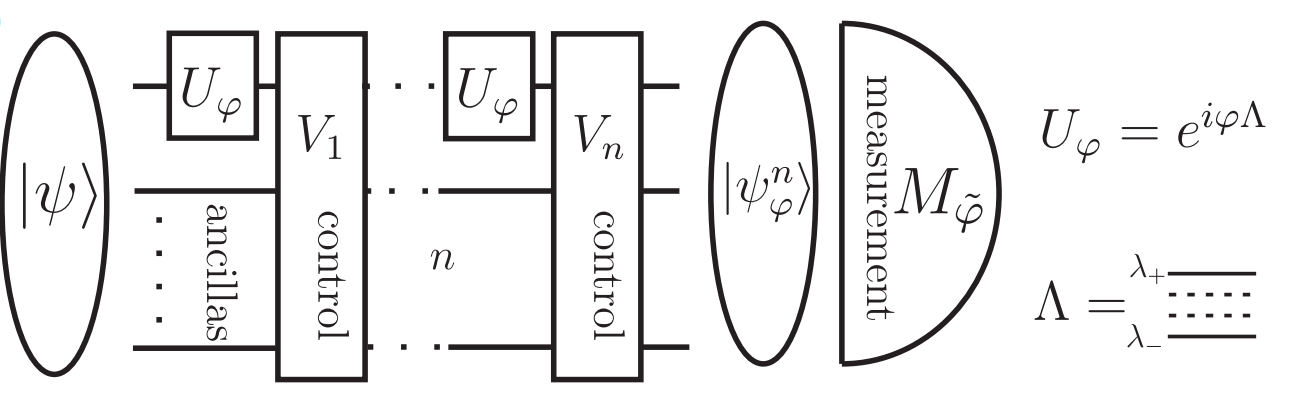 |ψ⟩
U_φ
ancillas
V_1
control
n
U_φ
V_n
control
|ψ_φ^n⟩
measurement
M_φ̃
U_φ = e^{iφΛ}
Λ =
λ_+
λ_−